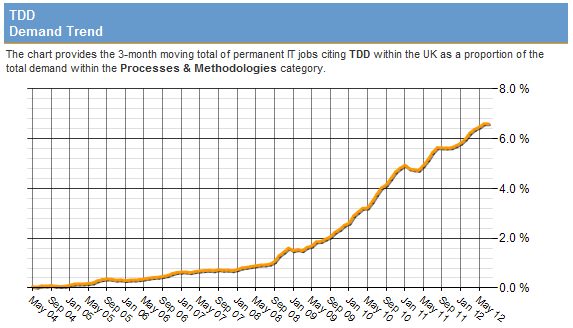 TDD
Demand Trend
The chart provides the 3-month moving total of permanent IT jobs citing TDD within the UK as a proportion of the
total demand within the Processes & Methodologies category.
8.0 %
6.0 %
4.0 %
2.0 %
0.0 %
May 04
Sep 04
Jan 05
May 05
Sep 05
Jan 06
May 06
Sep 06
Jan 07
May 07
Sep 07
Jan 08
May 08
Sep 08
Jan 09
May 09
Sep 09
Jan 10
May 10
Sep 10
Jan 11
May 11
Sep 11
Jan 12
May 12